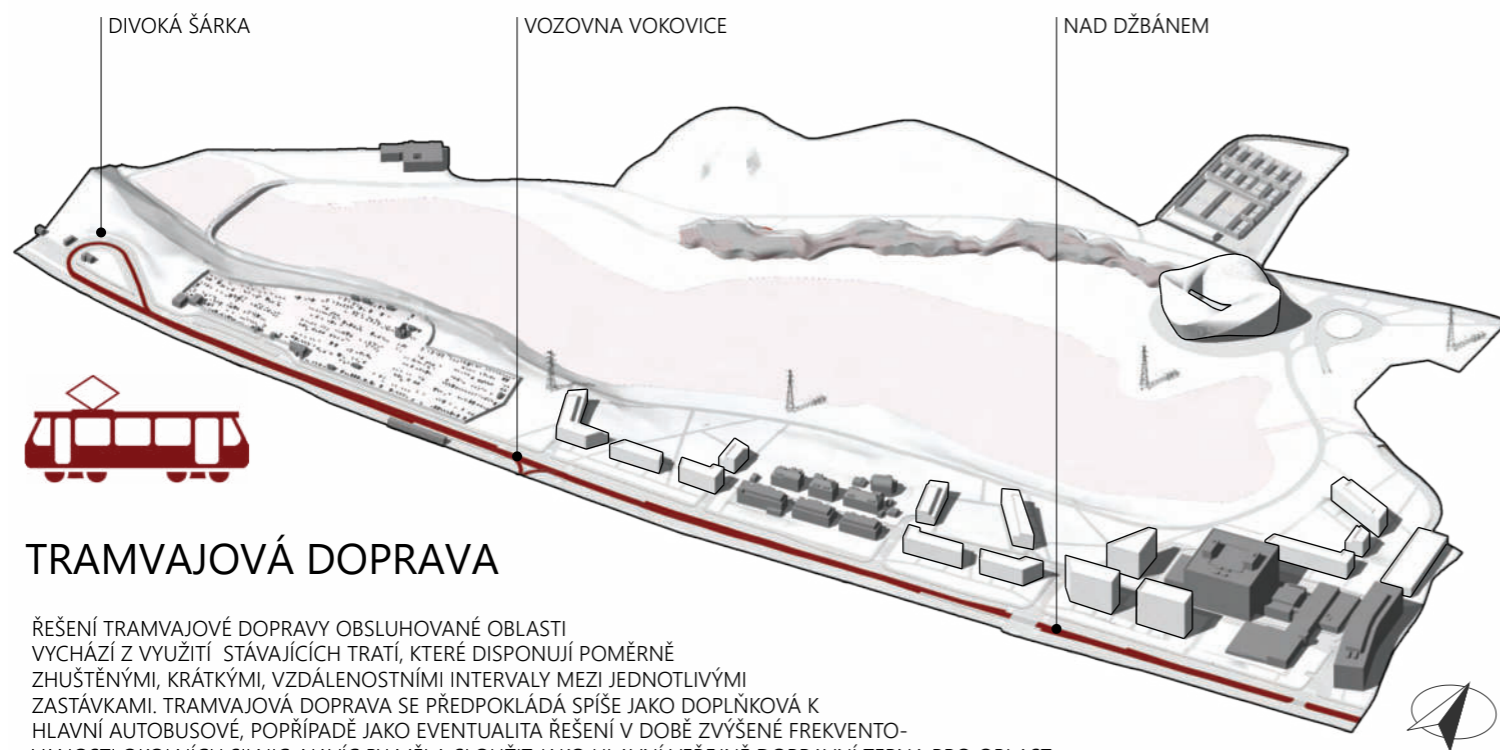 DIVOKÁ ŠÁRKA
VOZOVNA VOKOVICE
NAD DŽBÁNEM
TRAMVAJOVÁ DOPRAVA
ŘEŠENÍ TRAMVAJOVÉ DOPRAVY OBSLUHOVANÉ OBLASTI
VYCHÁZÍ Z VYUŽITÍ STÁVAJÍCÍCH TRATÍ, KTERÉ DISPONUJÍ POMĚRNĚ
ZHUŠTĚNÝMI, KRÁTKÝMI, VZDÁLENOSTNÍMI INTERVALY MEZI JEDNOTLIVÝMI
ZASTÁVKAMI. TRAMVAJOVÁ DOPRAVA SE PŘEDPOKLÁDÁ SPÍŠE JAKO DOPLŇKOVÁ K
HLAVNÍ AUTOBUSOVÉ, POPŘÍPADĚ JAKO EVENTUALITA ŘEŠENÍ V DOBĚ ZVÝŠENÉ FREKVENTO-